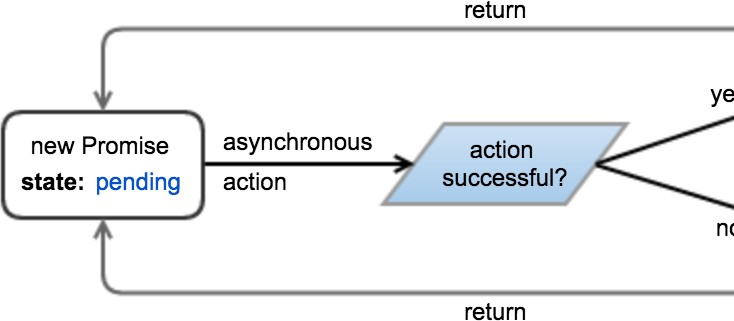 return
new Promise
state: pending
asynchronous
action
action
successful?
return